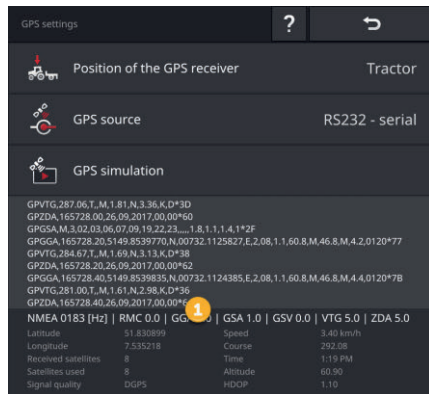 GPS settings
?
Position of the GPS receiver
Tractor
GPS source
RS232 - serial
GPS simulation
GPVTG,287.06,T,,M,1.81,N,3.36,K,D*3D
GPZDA,165728.00,26,09,2017,00,00*60
GPGSA,M,3,02,03,06,07,09,19,22,23,,,,,1.8,1.1,1.4,1*2F
GPGGA,165728.20,5149.8539770,N,00732.1125827,E,2,08,1.1,60.8,M,46.8,M,4.2,0120*77
GPVTG,284.67,T,,M,1.69,N,3.13,K,D*38
GPZDA,165728.20,26,09,2017,00,00*62
GPGGA,165728.40,5149.8539835,N,00732.1124385,E,2,08,1.1,60.8,M,46.8,M,4.4,0120*7B
GPVTG,281.00,T,,M,1.61,N,2.98,K,D*36
GPZDA,165728.40,26,09,2017,00,00*6
1
NMEA 0183 [Hz] | RMC 0.0 | | GSA 1.0 | GSV 0.0 | VTG 5.0 | ZDA 5.0
Latitude 51.830899 Speed 3.40 km/h
Longitude 7.535218 Course 292.08
Received satellites 8 Time 1:19 PM
Satellites used 8 Altitude 60.90
Signal quality DGPS HDOP 1.10